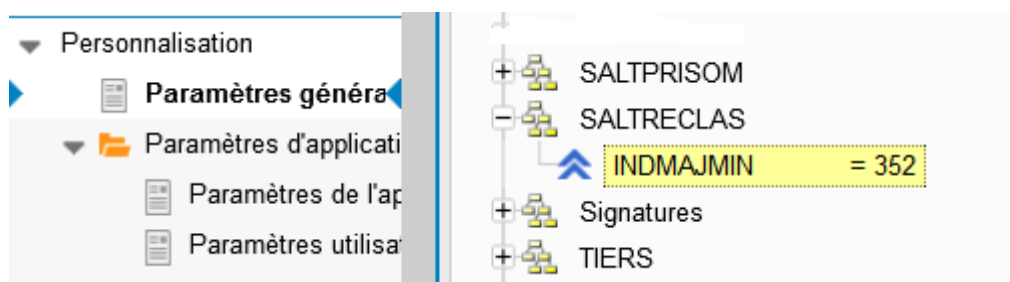 Personnalisation
Paramètres généra
Paramètres d'applicati
Paramètres de l'ap
Paramètres utilisa
SALTPRISOM
SALTRECLAS
INDMAJMIN = 352
Signatures
TIERS